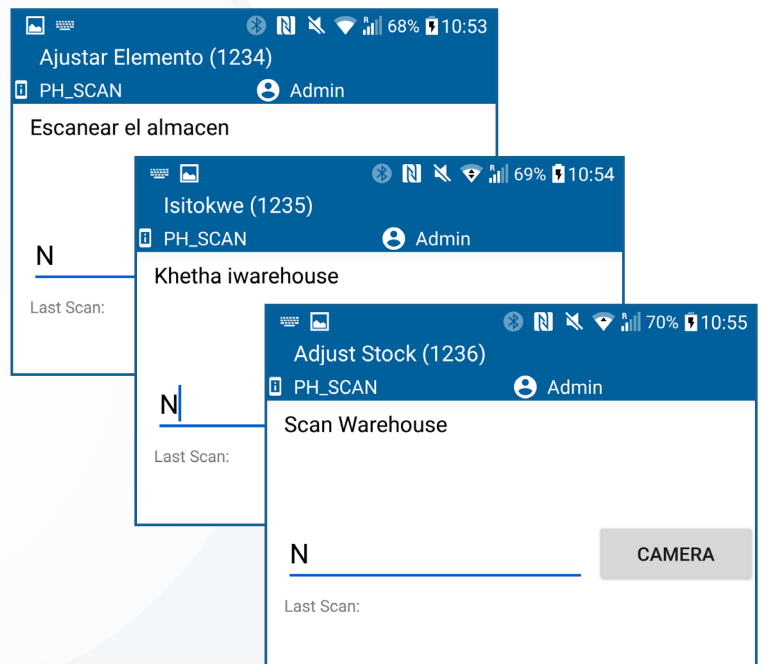 68% 10:53
Ajustar Elemento (1234)
PH_SCAN Admin
Escanear el almacen
N
Last Scan:
R 69% 10:54
Isitokwe (1235)
PH_SCAN Admin
Khetha iwarehouse
N
Last Scan:
R 70% 10:55
Adjust Stock (1236)
PH_SCAN Admin
Scan Warehouse
N CAMERA
Last Scan: